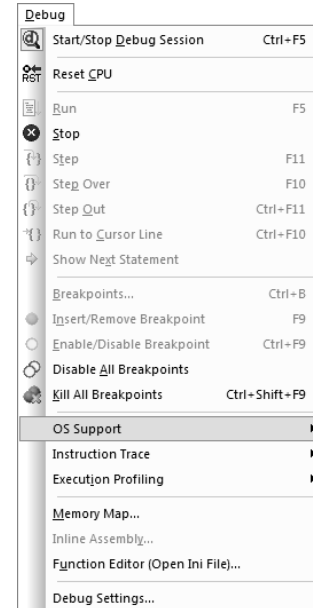 Debug
Start/Stop Debug Session Ctrl+F5
RST Reset CPU
Run F5
Stop
Step F11
Step Over F10
Step Out Ctrl+F11
Run to Cursor Line Ctrl+F10
Show Next Statement
Breakpoints... Ctrl+B
Insert/Remove Breakpoint F9
Enable/Disable Breakpoint Ctrl+F9
Disable All Breakpoints
Kill All Breakpoints Ctrl+Shift+F9
OS Support
Instruction Trace
Execution Profiling
Memory Map...
Inline Assembly...
Function Editor (Open Ini File)...
Debug Settings...